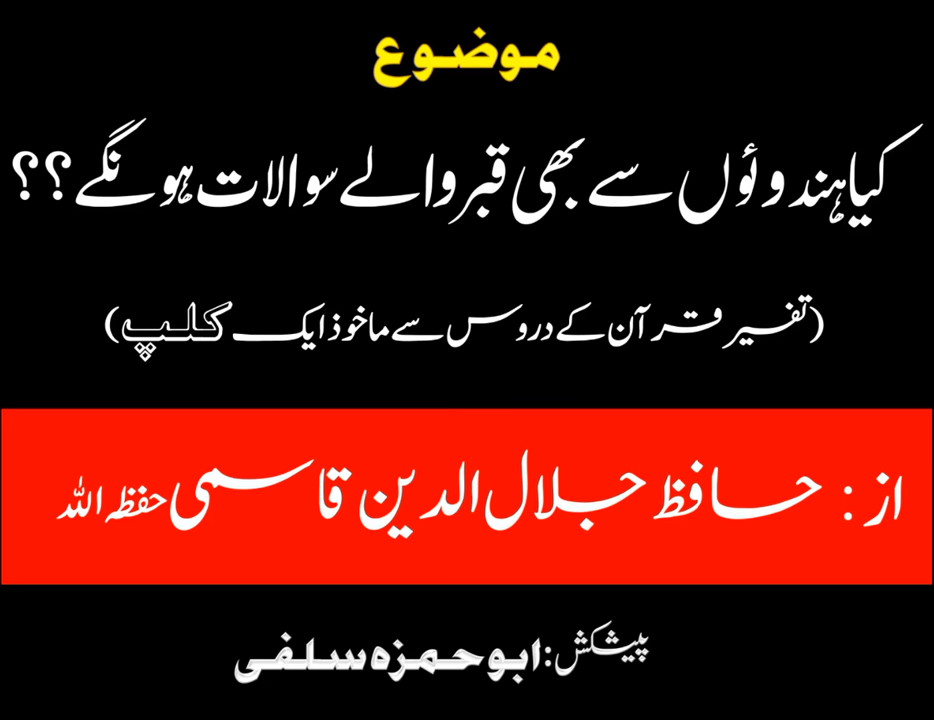 موضوع
کیا ہندوئوں سے بھی قبر والے سوالات ہونگے؟؟
(تفسیر قرآن کے دروس سے ماخوذ ایک کلپ)
از: حافظ جلال الدین قاسمی حفظہ اللہ
پیشکش: ابو حمزہ سلفی